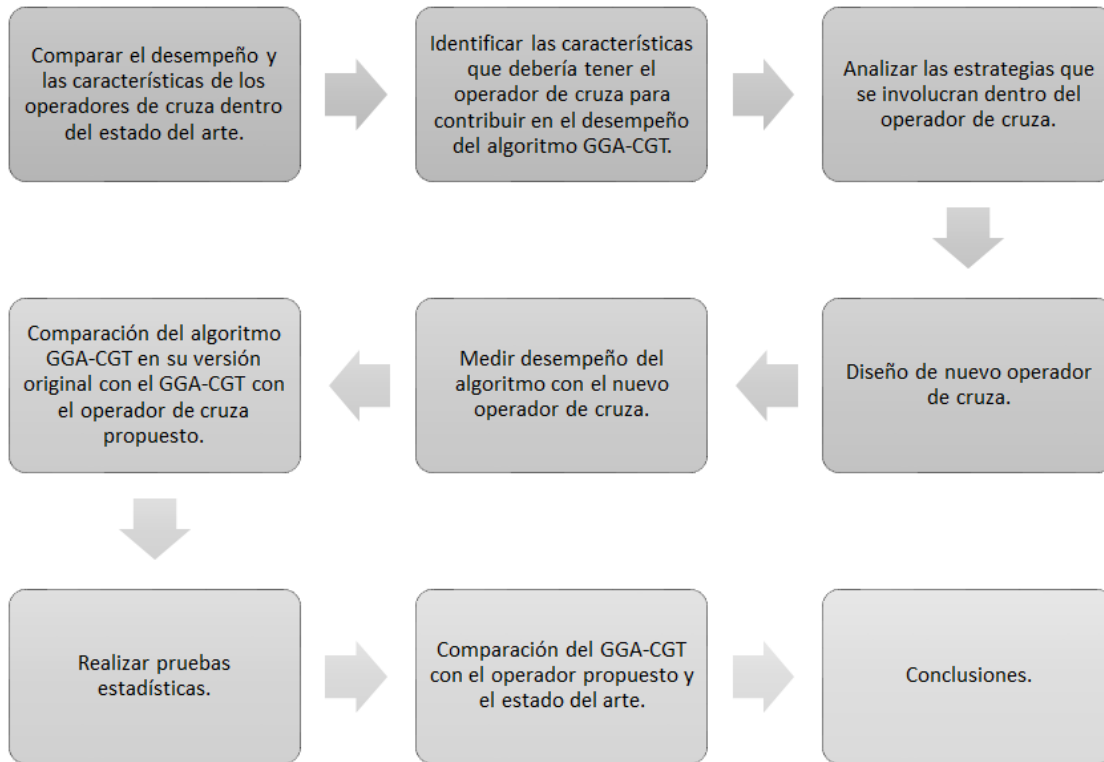 Comparar el desempeño y
las características de los
operadores de cruza dentro
del estado del arte.
Identificar las características
que debería tener el
operador de cruza para
contribuir en el desempeño
del algoritmo GGA-CGT.
Analizar las estrategias que
se involucran dentro del
operador de cruza.
Diseño de nuevo operador
de cruza.
Medir desempeño del
algoritmo con el nuevo
operador de cruza.
Comparación del algoritmo
GGA-CGT en su versión
original con el GGA-CGT con
el operador de cruza
propuesto.
Realizar pruebas
estadísticas.
Comparación del GGA-CGT
con el operador propuesto y
el estado del arte.
Conclusiones.